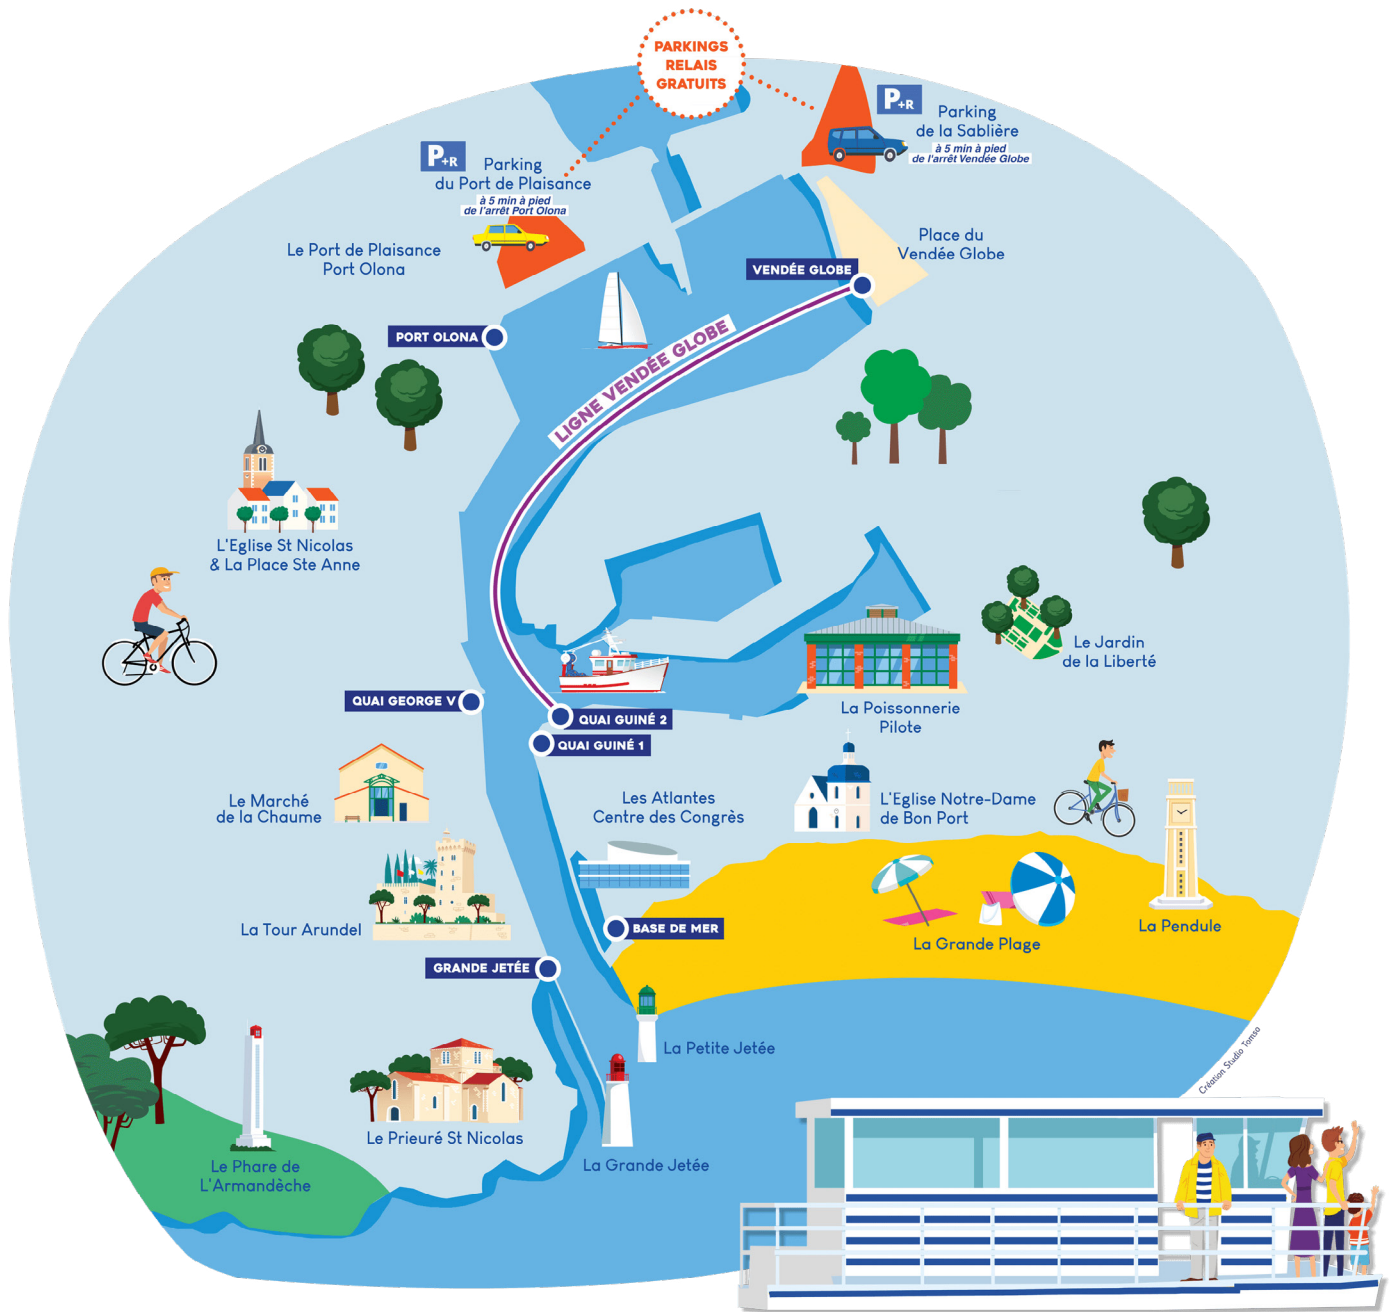 PARKINGS
RELAIS
GRATUITS
P+R
Parking
de la Sablière
à 5 min à pied
de l'arrêt Vendée Globe
P+R
Parking
du Port de Plaisance
à 5 min à pied
de l'arrêt Port Olona
Le Port de Plaisance
Port Olona
Place du
Vendée Globe
VENDÉE GLOBE
PORT OLONA
LIGNE VENDÉE GLOBE
L'Eglise St Nicolas
& La Place Ste Anne
Le Jardin
de la Liberté
QUAI GEORGE V
QUAI GUINÉ 2
QUAI GUINÉ 1
La Poissonnerie
Pilote
Le Marché
de la Chaume
Les Atlantes
Centre des Congrès
L'Eglise Notre-Dame
de Bon Port
La Tour Arundel
BASE DE MER
La Grande Plage
La Pendule
GRANDE JETÉE
La Petite Jetée
Création Studio Tomso
Le Prieuré St Nicolas
La Grande Jetée
Le Phare de
L'Armandèche